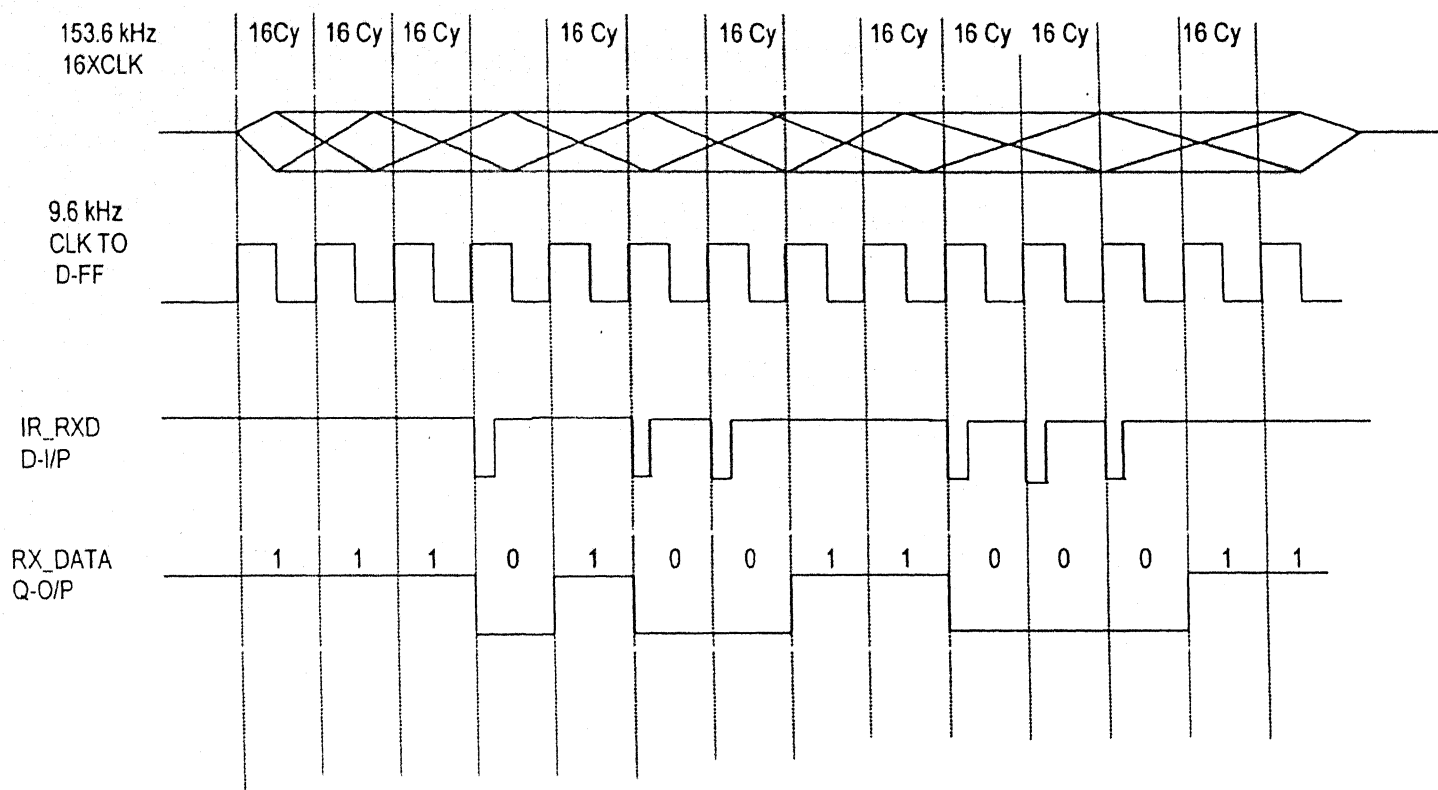 153.6 kHz
16XCLK
16Cy 16 Cy 16 Cy 16 Cy 16 Cy 16 Cy 16 Cy 16 Cy 16 Cy
9.6 kHz
CLK TO
D-FF
IR_RXD
D-I/P
RX_DATA
Q-O/P
1 1 1 0 1 0 0 1 1 0 0 0 1 1